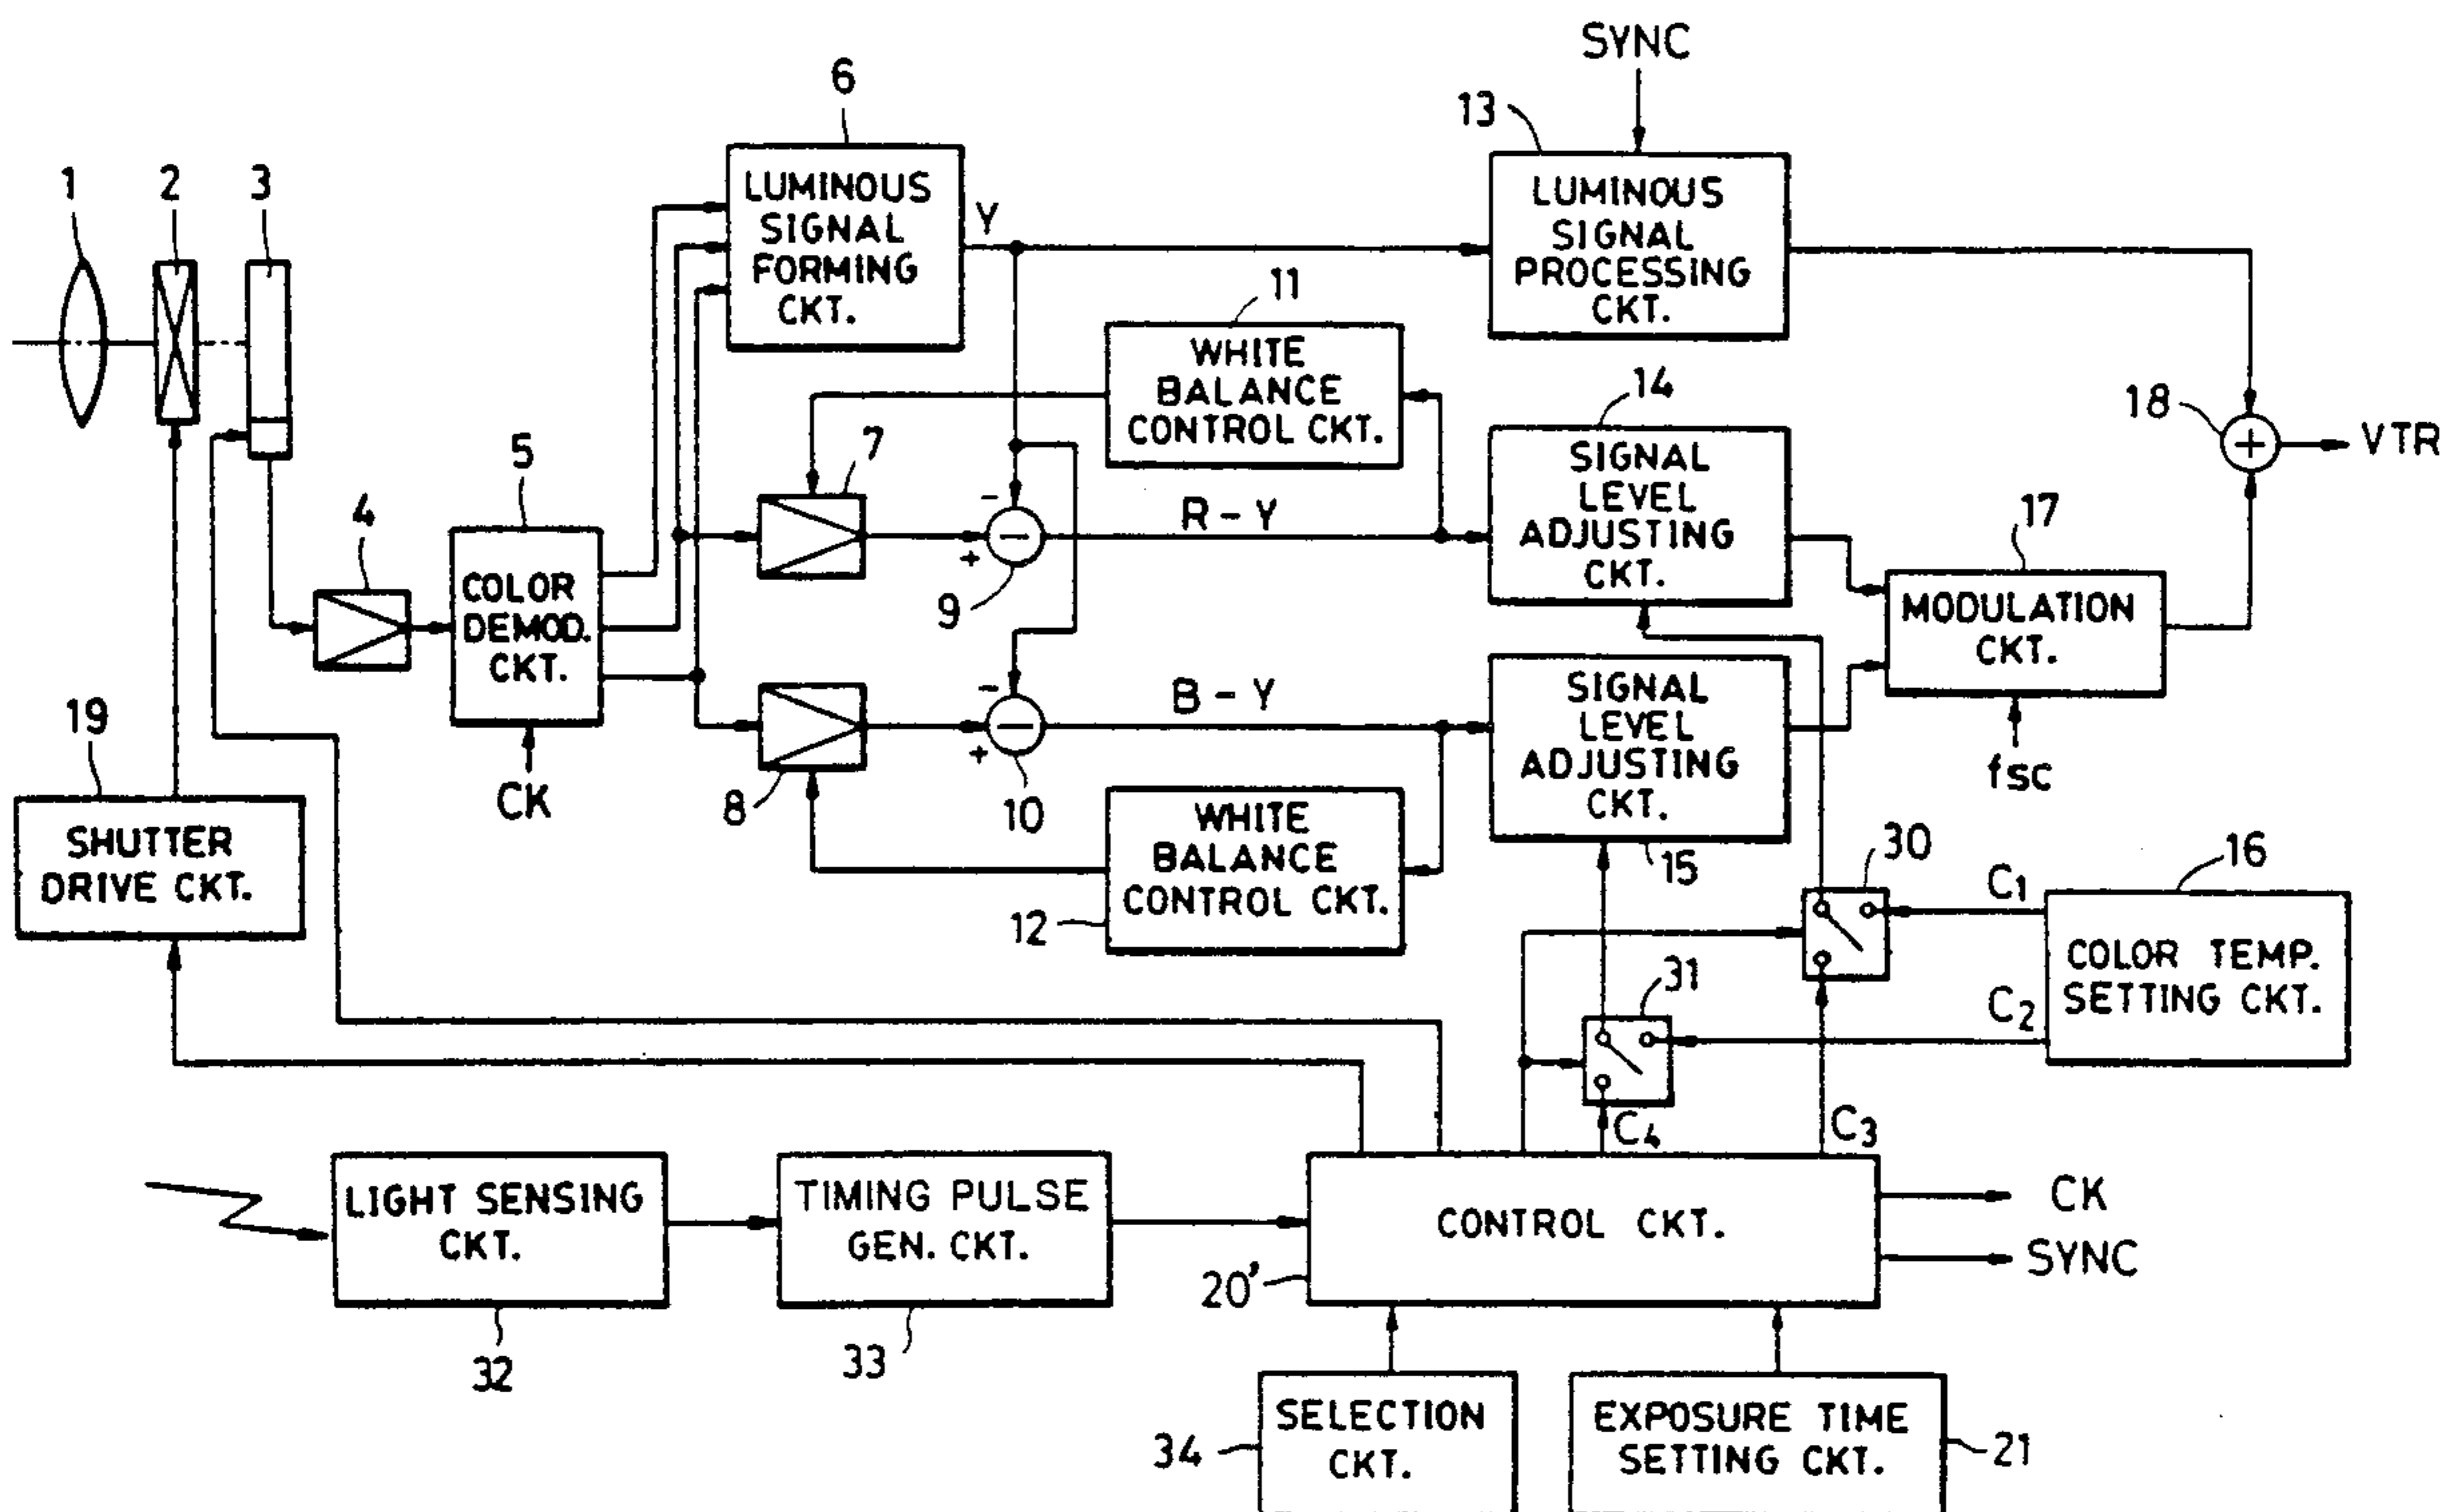 SYNC
6
13
1
2
3
LUMINOUS
SIGNAL
FORMING
CKT.
Y
LUMINOUS
SIGNAL
PROCESSING
CKT.
11
WHITE
BALANCE
CONTROL CKT.
14
18
+
VTR
5
7
4
SIGNAL
LEVEL
ADJUSTING
CKT.
-
R - Y
-
+
9
17
COLOR
DEMOD.
CKT.
MODULATION
CKT.
19
-
B - Y
-
+
SIGNAL
LEVEL
ADJUSTING
CKT.
fsc
CK
8
10
SHUTTER
DRIVE CKT.
WHITE
BALANCE
CONTROL CKT.
12
15
30
16
C1
COLOR TEMP.
SETTING CKT.
31
C2
C4
C3
LIGHT SENSING
CKT.
TIMING PULSE
GEN. CKT.
CONTROL CKT.
CK
SYNC
20'
32
33
SELECTION
CKT.
34
EXPOSURE TIME
SETTING CKT.
21